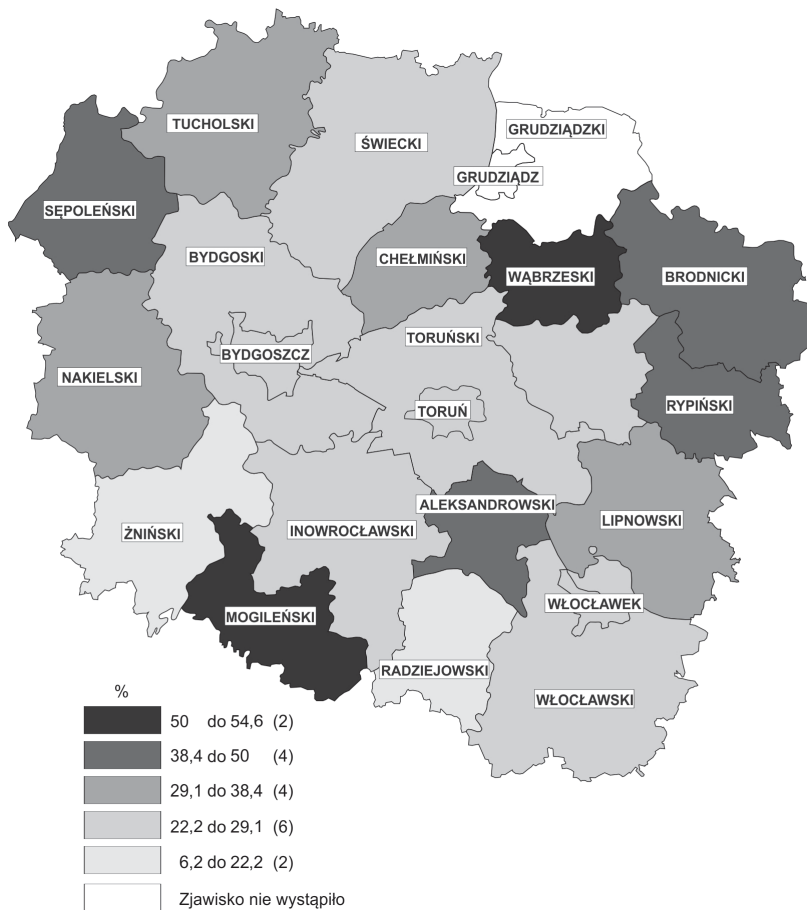 TUCHOLSKI
ŚWIECKI
GRUDZIĄDZKI
GRUDZIĄDZ
SĘPOLEŃSKI
BYDGOSKI
CHEŁMIŃSKI
WĄBRZESKI
BRODNICKI
TORUŃSKI
BYDGOSZCZ
NAKIELSKI
TORUŃ
RYPIŃSKI
ALEKSANDROWSKI
LIPNOWSKI
ŻNIŃSKI
INOWROCŁAWSKI
WŁOCŁAWEK
MOGILEŃSKI
RADZIEJOWSKI
WŁOCŁAWSKI
%
50 do 54,6 (2)
38,4 do 50 (4)
29,1 do 38,4 (4)
22,2 do 29,1 (6)
6,2 do 22,2 (2)
Zjawisko nie wystąpiło